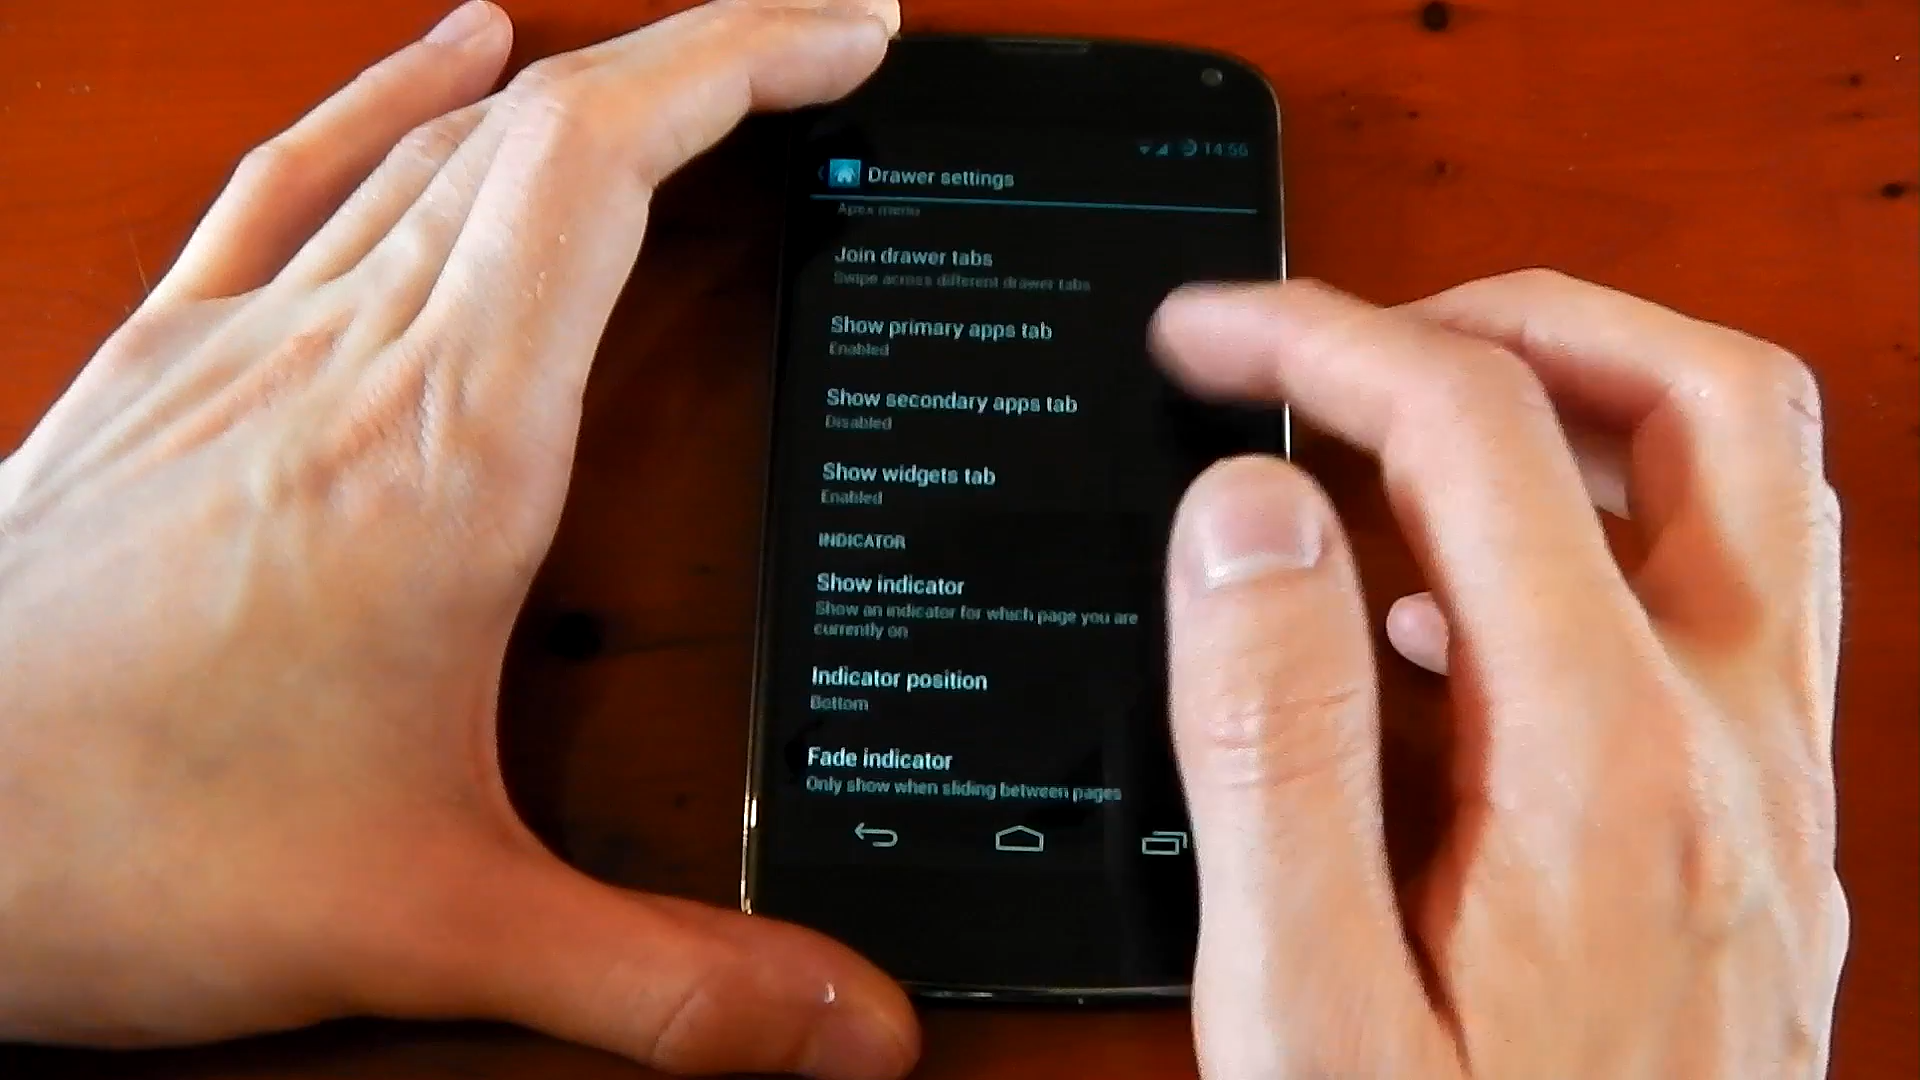 14:56
Drawer settings
Apex menu
Join drawer tabs
Swipe across different drawer tabs
Show primary apps tab
Enabled
Show secondary apps tab
Disabled
Show widgets tab
Enabled
INDICATOR
Show indicator
Show an indicator for which page you are
currently on
Indicator position
Bottom
Fade indicator
Only show when sliding between pages